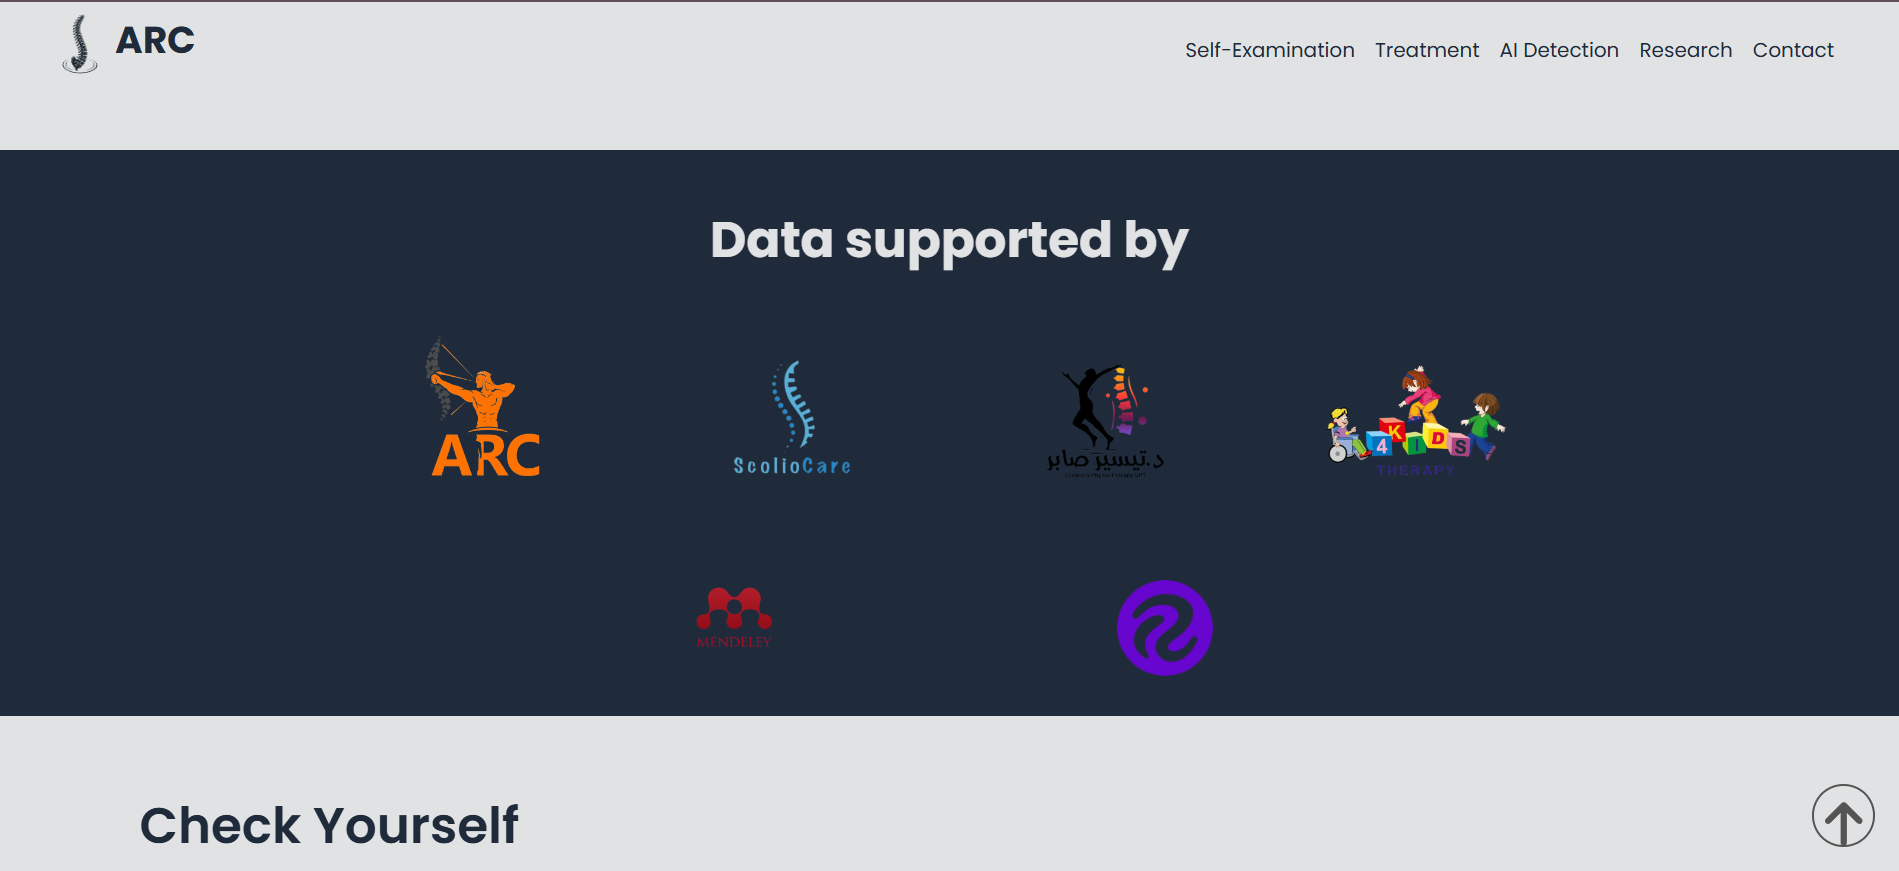 ARC
Self-Examination Treatment AI Detection Research Contact
Data supported by
ARC
ScolioCare
د.تيسير صابر
4 KIDS
THERAPY
MENDELEY
Check Yourself